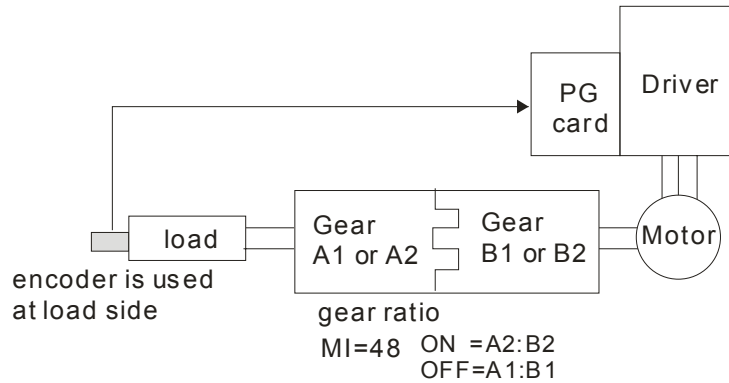 PG
card
Driver
load
Gear
A1 or A2
Gear
B1 or B2
Motor
encoder is used
at load side
gear ratio
MI=48 ON =A2:B2
OFF=A1:B1